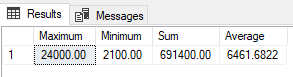 Results Messages
Maximum Minimum Sum Average
1 24000.00 2100.00 691400.00 6461.6822